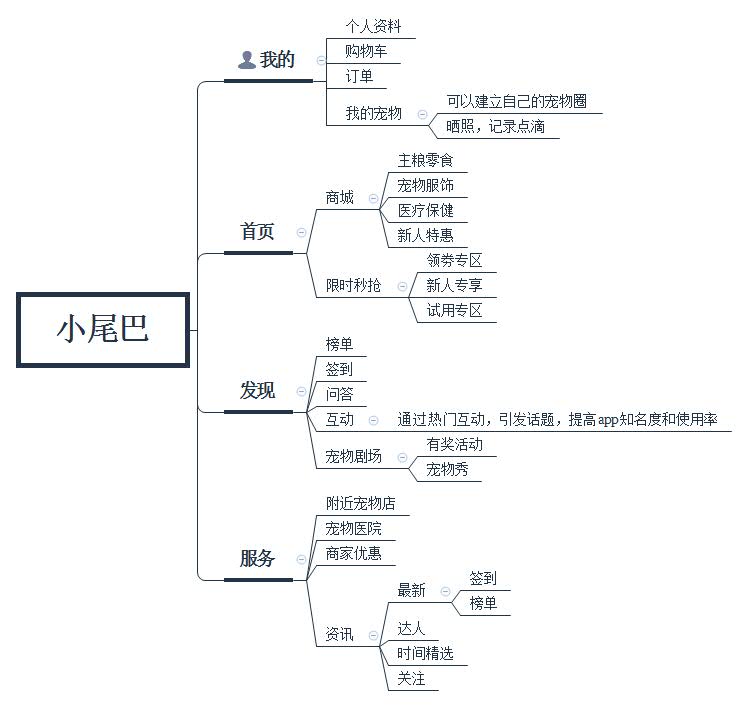 小尾巴
我的
个人资料
购物车
订单
我的宠物
可以建立自己的宠物圈
晒照，记录点滴
首页
商城
主粮零食
宠物服饰
医疗保健
新人特惠
限时秒抢
领券专区
新人专享
试用专区
发现
榜单
签到
问答
互动
通过热门互动，引发话题，提高app知名度和使用率
宠物剧场
有奖活动
宠物秀
服务
附近宠物店
宠物医院
商家优惠
资讯
最新
签到
榜单
达人
时间精选
关注